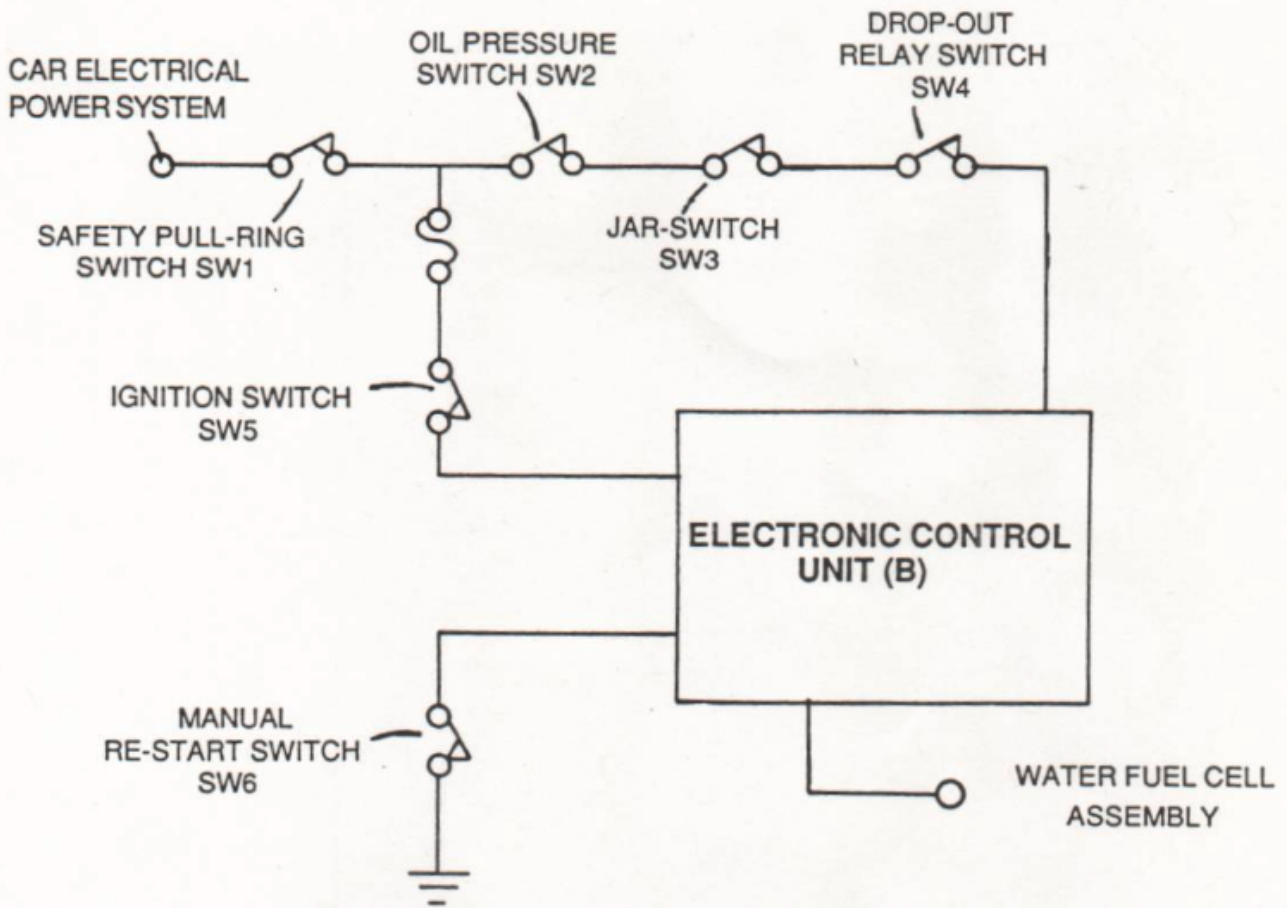 CAR ELECTRICAL
POWER SYSTEM
OIL PRESSURE
SWITCH SW2
DROP-OUT
RELAY SWITCH
SW4
SAFETY PULL-RING
SWITCH SW1
JAR-SWITCH
SW3
IGNITION SWITCH
SW5
ELECTRONIC CONTROL
UNIT (B)
MANUAL
RE-START SWITCH
SW6
WATER FUEL CELL
ASSEMBLY